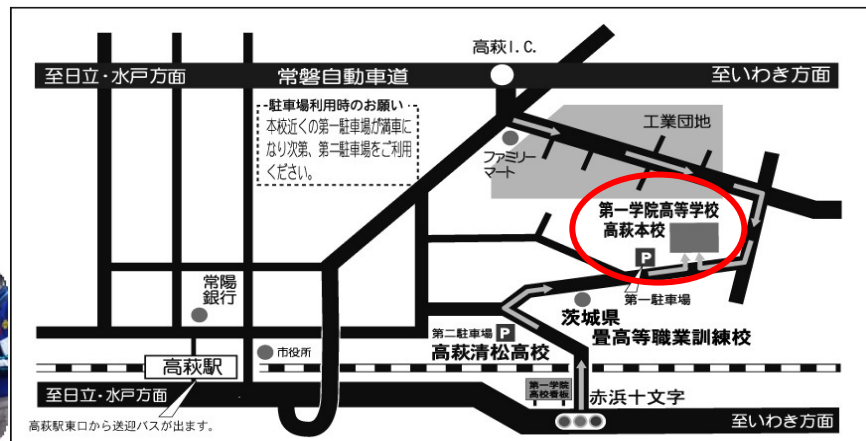 高萩I.C.
至日立・水戸方面
常磐自動車道
至いわき方面
駐車場利用時のお願い
本校近くの第一駐車場が満車に
なり次第、第二駐車場をご利用
ください。
工業団地
ファミリー
マート
第一学院高等学校
高萩本校
P
第一駐車場
常陽
銀行
茨城県
畳高等職業訓練校
第二駐車場
P
高萩清松高校
市役所
高萩駅
第一学院
高校看板
赤浜十文字
至日立・水戸方面
至いわき方面
高萩駅東口から送迎バスが出ます。